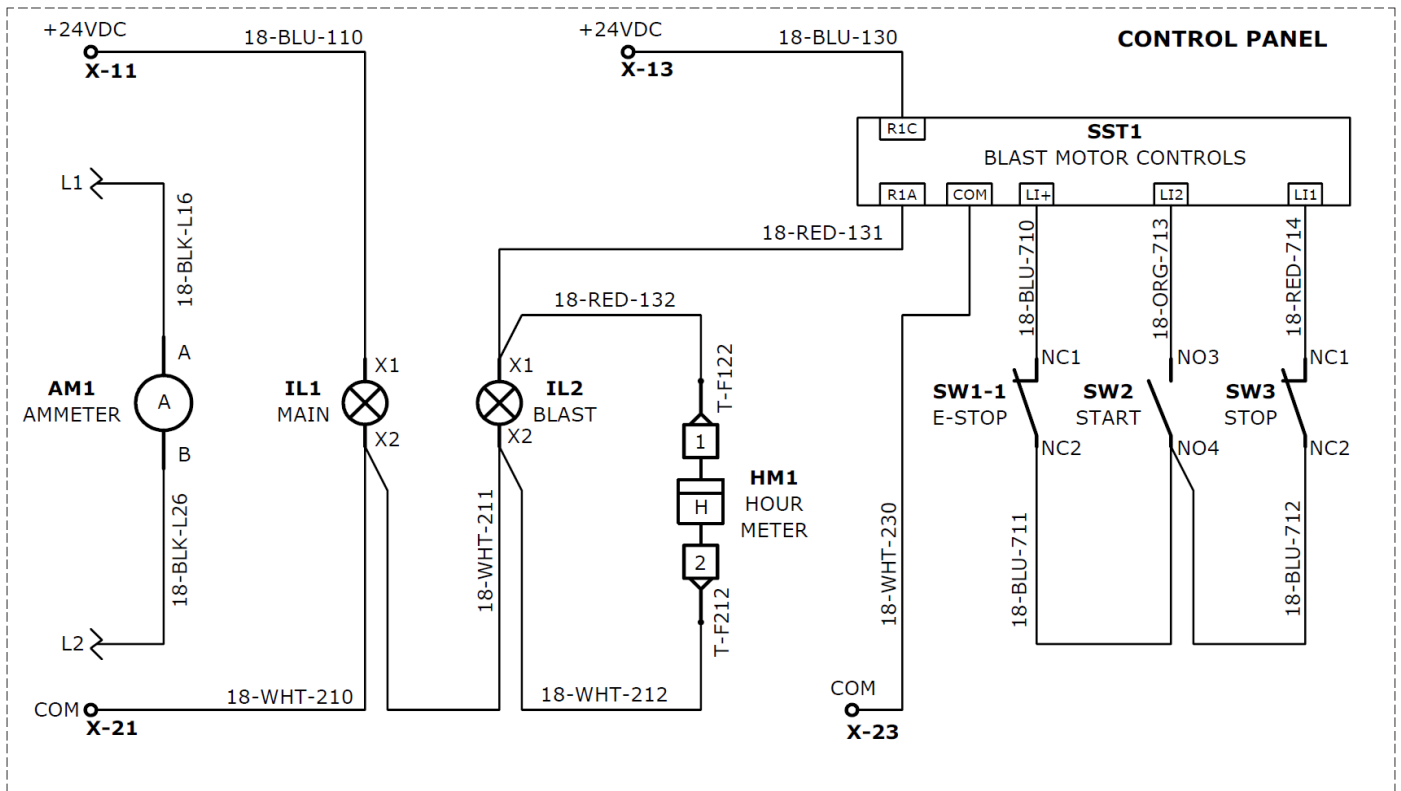 +24VDC
18-BLU-110
X-11
+24VDC
18-BLU-130
X-13
CONTROL PANEL
R1C
SST1
BLAST MOTOR CONTROLS
R1A
COM
LI+
LI2
LI1
L1
18-BLK-L16
18-RED-131
18-BLU-710
18-ORG-713
18-RED-714
18-RED-132
A
AM1
AMMETER
A
B
X1
IL1
MAIN
X2
X1
IL2
BLAST
X2
T-F122
1
H
HM1
HOUR
METER
2
T-F212
NC1
SW1-1
E-STOP
NC2
NO3
SW2
START
NO4
NC1
SW3
STOP
NC2
18-BLK-L26
18-WHT-211
18-WHT-230
18-BLU-711
18-BLU-712
L2
COM
18-WHT-210
X-21
18-WHT-212
COM
X-23